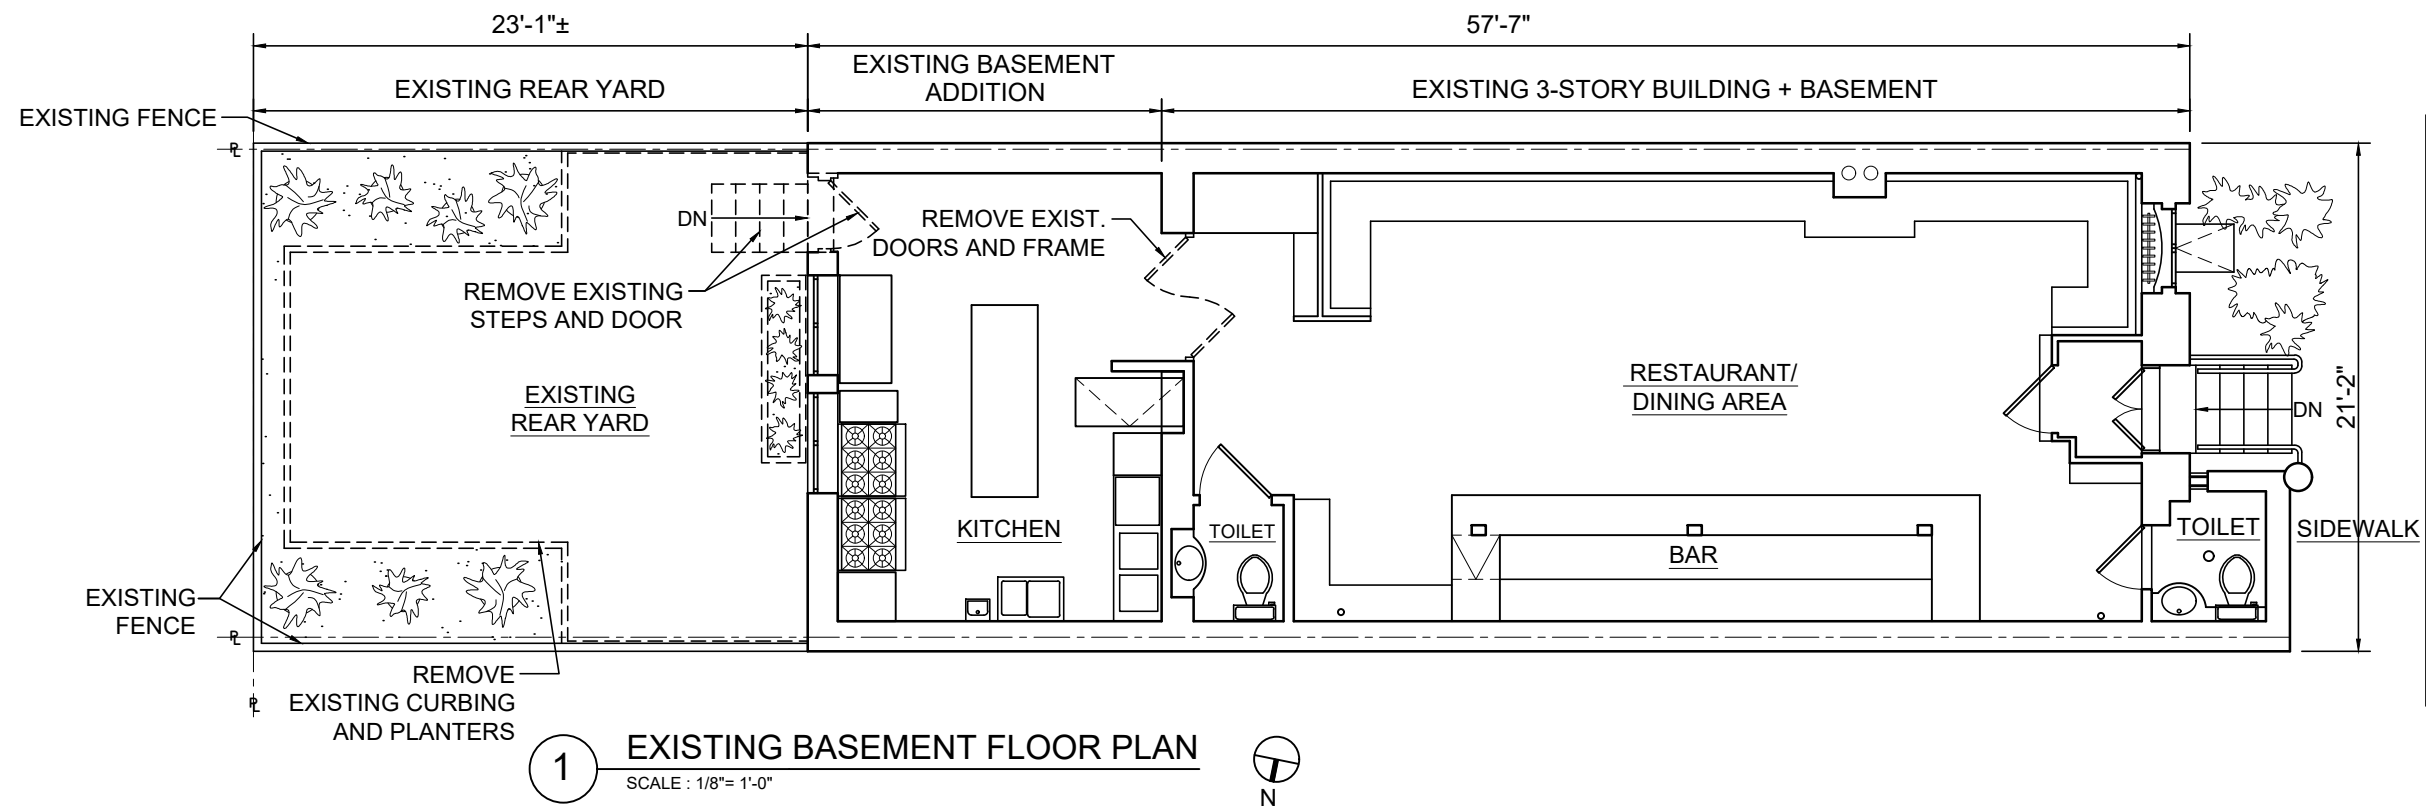 23'-1"±
57'-7"
EXISTING REAR YARD
EXISTING BASEMENT
ADDITION
EXISTING 3-STORY BUILDING + BASEMENT
EXISTING FENCE
PL
DN
REMOVE EXIST.
DOORS AND FRAME
REMOVE EXISTING
STEPS AND DOOR
EXISTING
REAR YARD
RESTAURANT/
DINING AREA
DN
21'-2"
KITCHEN
TOILET
BAR
TOILET
SIDEWALK
EXISTING
FENCE
PL
REMOVE
EXISTING CURBING
AND PLANTERS
PL
1
EXISTING BASEMENT FLOOR PLAN
SCALE : 1/8"= 1'-0"
N